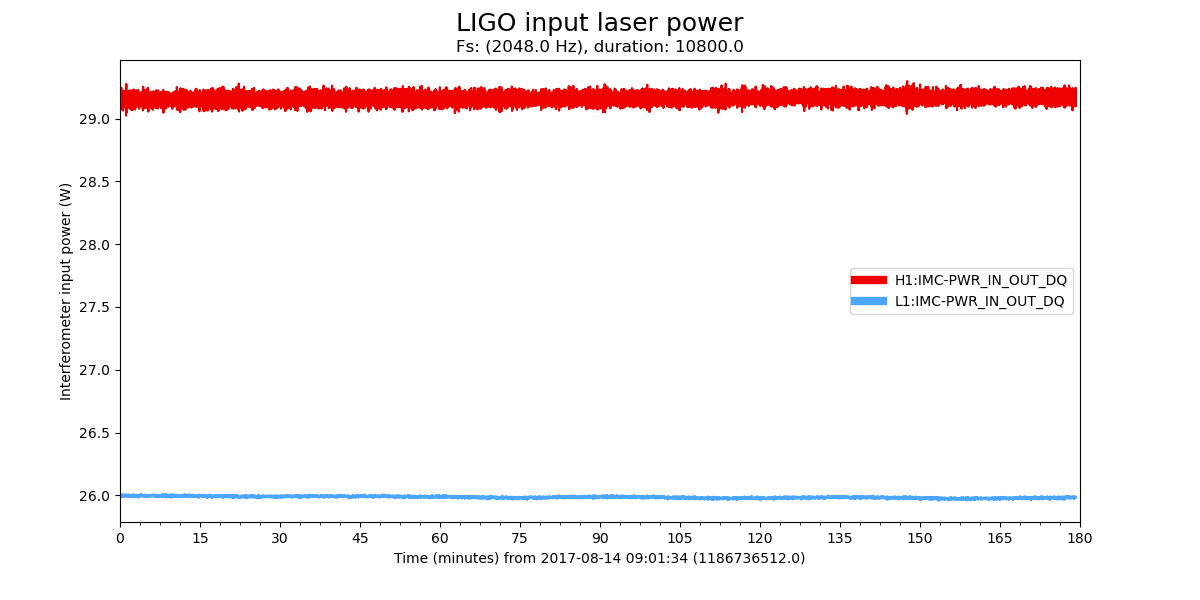 LIGO input laser power
Fs: (2048.0 Hz), duration: 10800.0
29.0
28.5
28.0
27.5
27.0
26.5
26.0
Interferometer input power (W)
H1:IMC-PWR_IN_OUT_DQ
L1:IMC-PWR_IN_OUT_DQ
0 15 30 45 60 75 90 105 120 135 150 165 180
Time (minutes) from 2017-08-14 09:01:34 (1186736512.0)